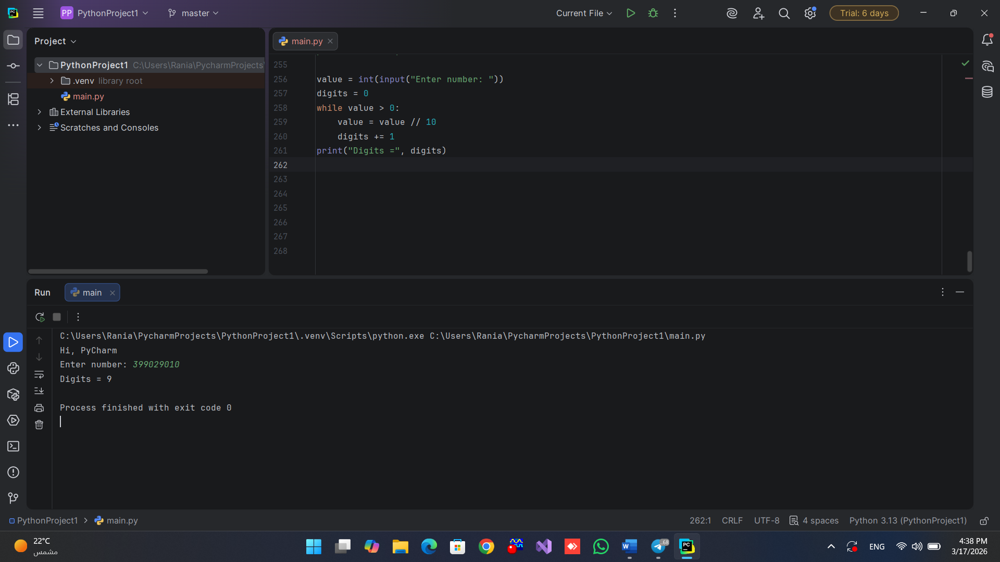 PP PythonProject1 master Current File Trial: 6 days
Project
main.py
PythonProject1 C:\Users\Rania\PycharmProjects\
.venv library root
main.py
External Libraries
Scratches and Consoles
255
256 value = int(input("Enter number: "))
257 digits = 0
258 while value > 0:
259 value = value // 10
260 digits += 1
261 print("Digits =", digits)
262
263
264
265
266
267
268
Run main
C:\Users\Rania\PycharmProjects\PythonProject1\.venv\Scripts\python.exe C:\Users\Rania\PycharmProjects\PythonProject1\main.py
Hi, PyCharm
Enter number: 399029010
Digits = 9
Process finished with exit code 0
PythonProject1 main.py 262:1 CRLF UTF-8 4 spaces Python 3.13 (PythonProject1)
22°C
مشمس
.68
ENG
4:38 PM
3/17/2026